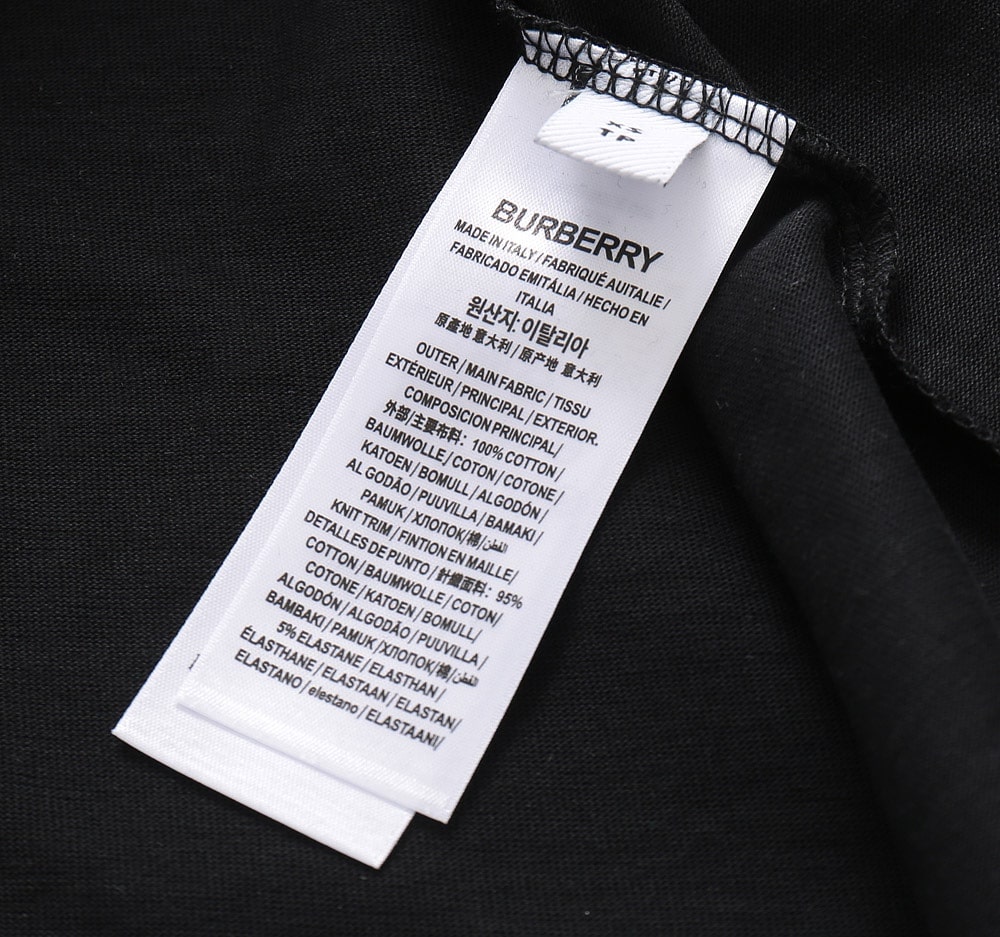 XS
TP
BURBERRY
MADE IN ITALY / FABRIQUÉ AUITALIE /
FABRICADO EMITÁLIA / HECHO EN
ITALIA
원산지: 이탈리아
原產地 意大利 / 原产地 意大利
OUTER / MAIN FABRIC / TISSU
EXTÉRIEUR / PRINCIPAL / EXTERIOR.
COMPOSICION PRINCIPAL /
外部/主要布料: 100% COTTON /
BAUMWOLLE / COTON / COTONE /
KATOEN / BOMULL / ALGODÓN /
AL GODÃO / PUUVILLA / BAMAKI /
PAMUK / ХЛОПОК/棉/القطن
KNIT TRIM / FINTION EN MAILLE/
DETALLES DE PUNTO / 針織面料: 95%
COTTON / BAUMWOLLE / COTON/
COTONE / KATOEN / BOMULL/
ALGODÓN / ALGODÃO / PUUVILLA /
BAMBAKI / PAMUK / ХЛОПОК/棉/القطن
5% ELASTANE / ELASTHAN /
ÉLASTHANE / ELASTAAN / ELASTAN/
ELASTANO / elestano / ELASTAANI/